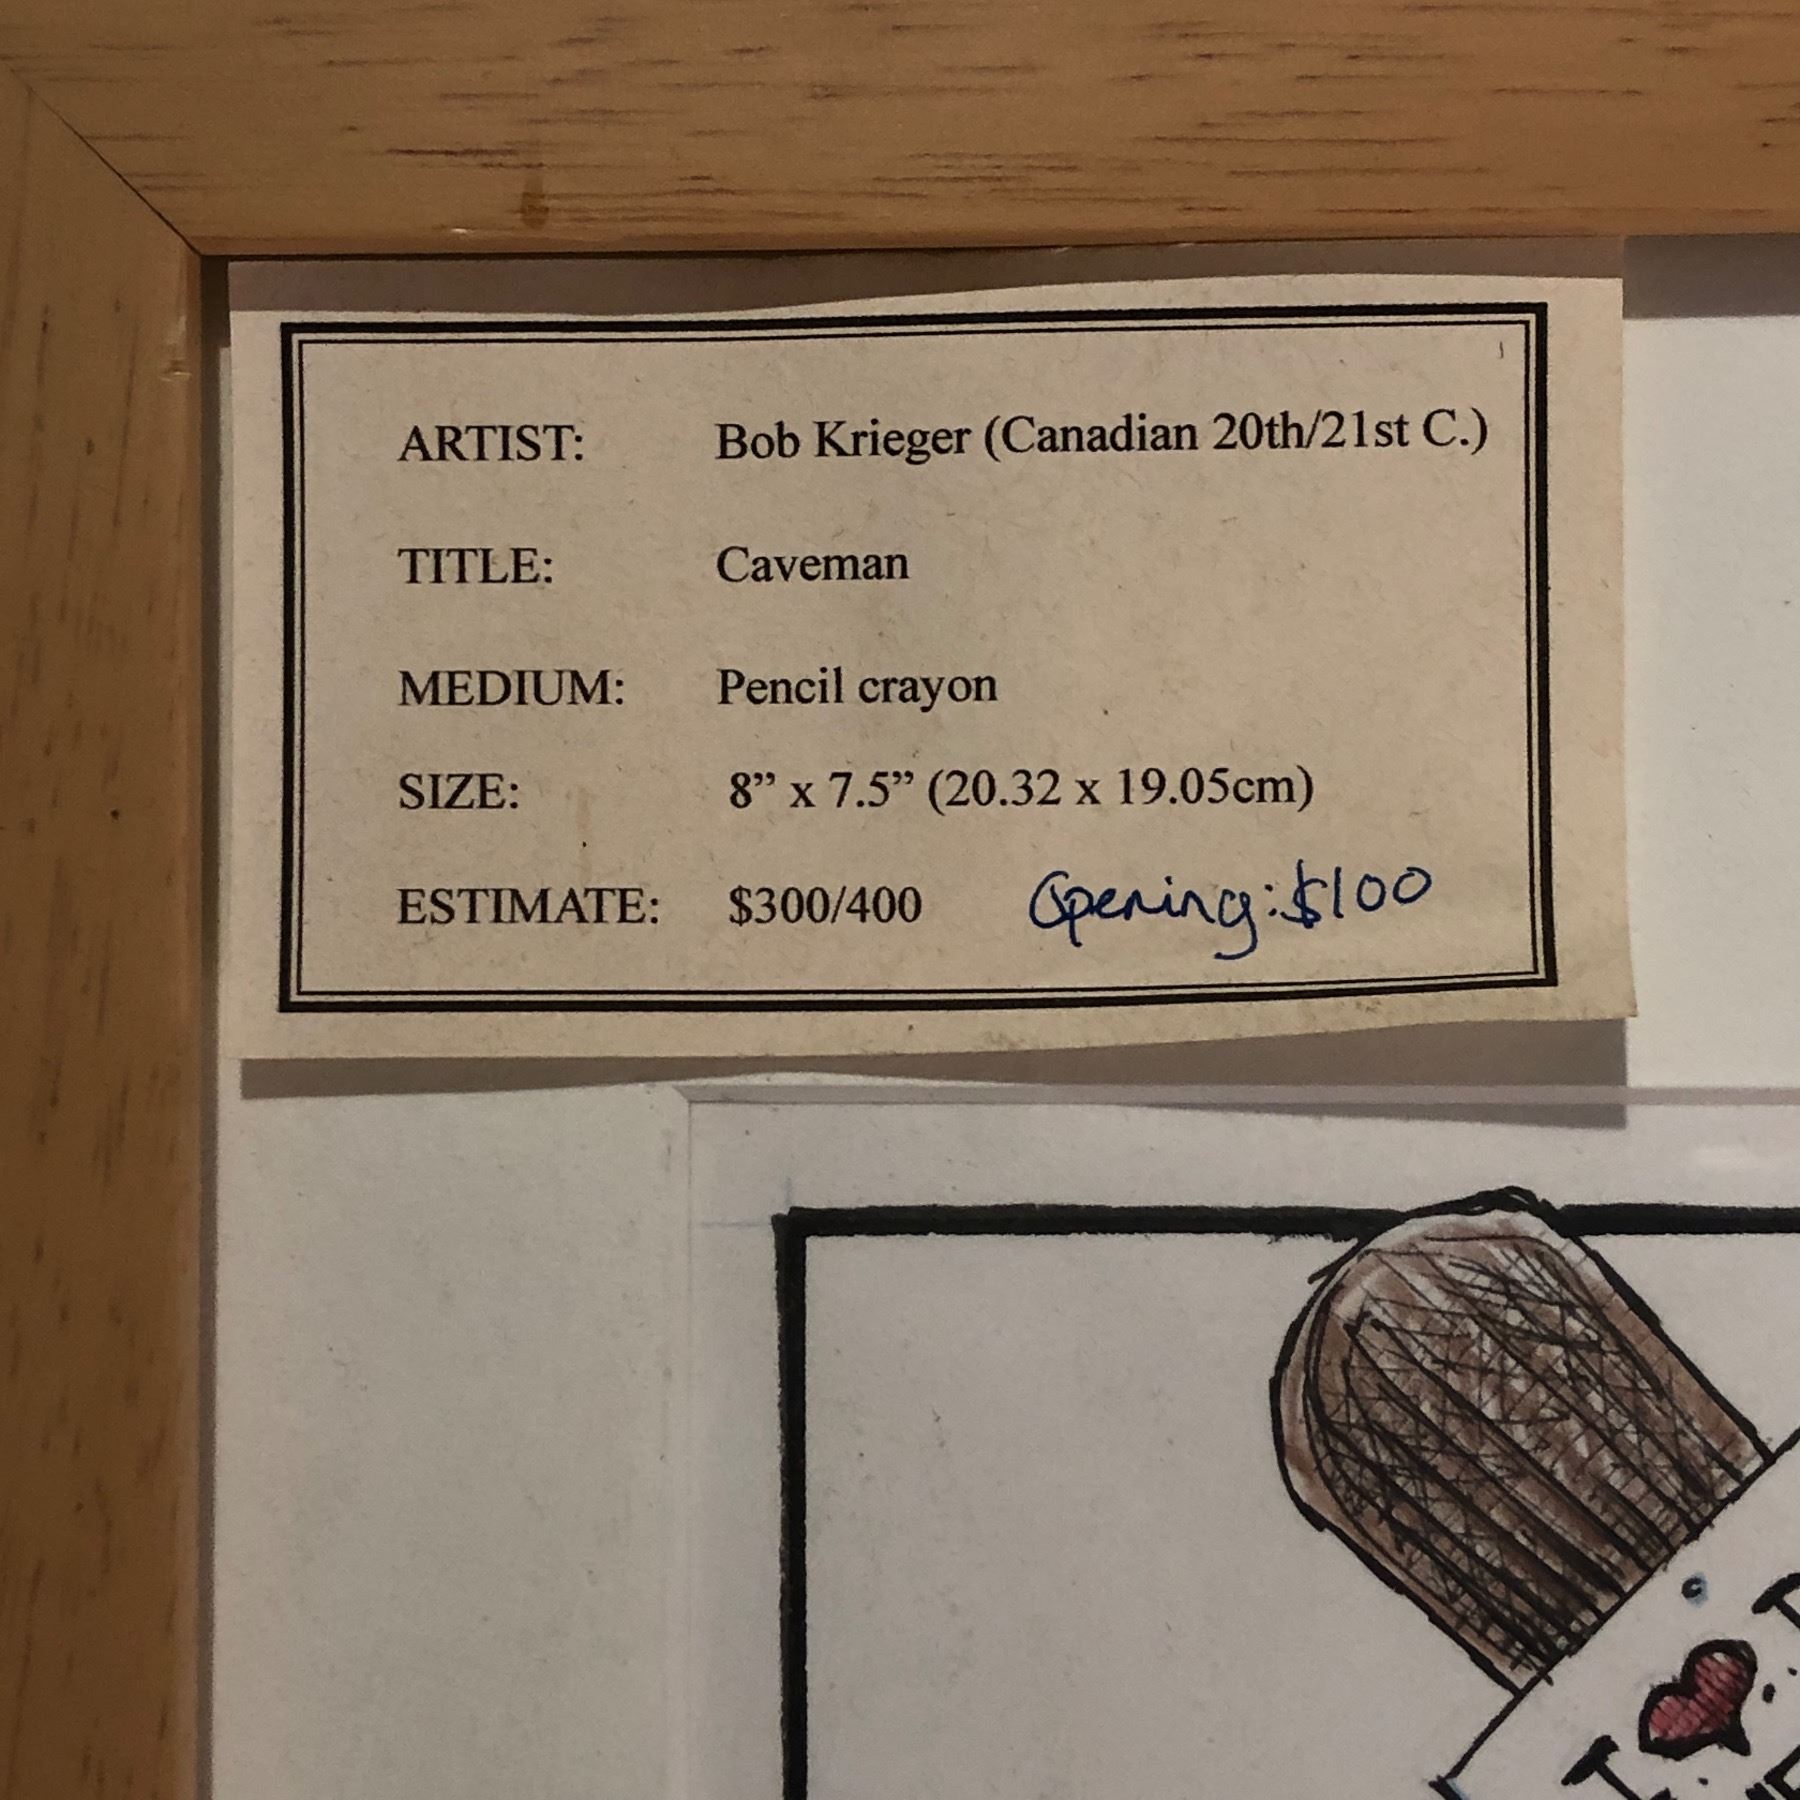 ARTIST: Bob Krieger (Canadian 20th/21st C.)
TITLE: Caveman
MEDIUM: Pencil crayon
SIZE: 8” x 7.5” (20.32 x 19.05cm)
ESTIMATE: $300/400 Opening: $100
I